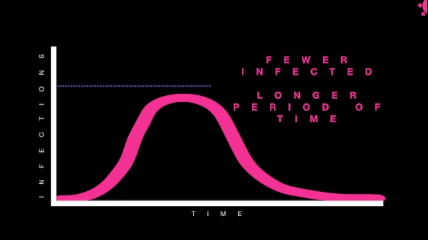 FEWER
INFECTED
LONGER
PERIOD OF
TIME
INFECTIONS
TIME